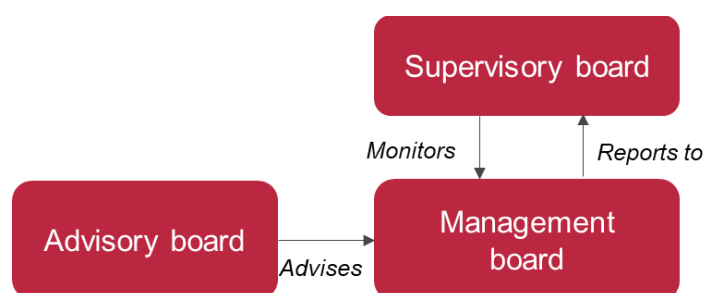 Supervisory board
Monitors
Reports to
Advisory board
Advises
Management
board